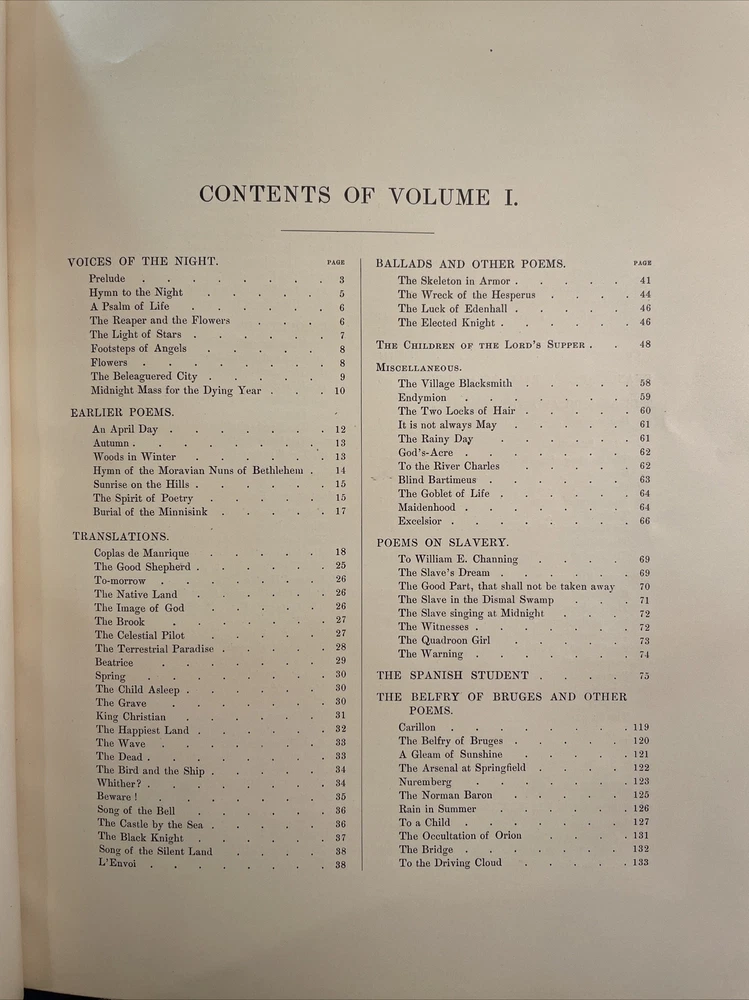 CONTENTS OF VOLUME I.
VOICES OF THE NIGHT. PAGE
Prelude . . . . . . . . 3
Hymn to the Night . . . . . 5
A Psalm of Life . . . . . . 6
The Reaper and the Flowers . . . 6
The Light of Stars . . . . . . 7
Footsteps of Angels . . . . . 8
Flowers . . . . . . . . 8
The Beleaguered City . . . . . 9
Midnight Mass for the Dying Year . . . 10
EARLIER POEMS.
An April Day . . . . . . . 12
Autumn . . . . . . . . 13
Woods in Winter . . . . . . 13
Hymn of the Moravian Nuns of Bethlehem . 14
Sunrise on the Hills . . . . . . 15
The Spirit of Poetry . . . . . 15
Burial of the Minnisink . . . . . 17
TRANSLATIONS.
Coplas de Manrique . . . . . 18
The Good Shepherd . . . . . . 25
To-morrow . . . . . . . 26
The Native Land . . . . . . 26
The Image of God . . . . . 26
The Brook . . . . . . . 27
The Celestial Pilot . . . . . 27
The Terrestrial Paradise . . . . . 28
Beatrice . . . . . . . 29
Spring . . . . . . . . 30
The Child Asleep . . . . . . 30
The Grave . . . . . . . 30
King Christian . . . . . . 31
The Happiest Land . . . . . . 32
The Wave . . . . . . . 33
The Dead . . . . . . . . 33
The Bird and the Ship . . . . . 34
Whither? . . . . . . . . 34
Beware! . . . . . . . 35
Song of the Bell . . . . . . 36
The Castle by the Sea . . . . . 36
The Black Knight . . . . . . 37
Song of the Silent Land . . . . 38
L'Envoi . . . . . . . . 38
BALLADS AND OTHER POEMS. PAGE
The Skeleton in Armor . . . . . 41
The Wreck of the Hesperus . . . . 44
The Luck of Edenhall . . . . . 46
The Elected Knight . . . . . . 46
THE CHILDREN OF THE LORD'S SUPPER . . 48
MISCELLANEOUS.
The Village Blacksmith . . . . . 58
Endymion . . . . . . . 59
The Two Locks of Hair . . . . . 60
It is not always May . . . . . 61
The Rainy Day . . . . . . 61
God's-Acre . . . . . . . 62
To the River Charles . . . . . 62
Blind Bartimeus . . . . . . 63
The Goblet of Life . . . . . . 64
Maidenhood . . . . . . . 64
Excelsior . . . . . . . . 66
POEMS ON SLAVERY.
To William E. Channing . . . . 69
The Slave's Dream . . . . . . 69
The Good Part, that shall not be taken away 70
The Slave in the Dismal Swamp . . . 71
The Slave singing at Midnight . . . 72
The Witnesses . . . . . . . 72
The Quadroon Girl . . . . . 73
The Warning . . . . . . . 74
THE SPANISH STUDENT . . . . 75
THE BELFRY OF BRUGES AND OTHER
POEMS.
Carillon . . . . . . . . 119
The Belfry of Bruges . . . . . 120
A Gleam of Sunshine . . . . . 121
The Arsenal at Springfield . . . . 122
Nuremberg . . . . . . . 123
The Norman Baron . . . . . 125
Rain in Summer . . . . . . 126
To a Child . . . . . . . 127
The Occultation of Orion . . . . 131
The Bridge . . . . . . . 132
To the Driving Cloud . . . . . 133